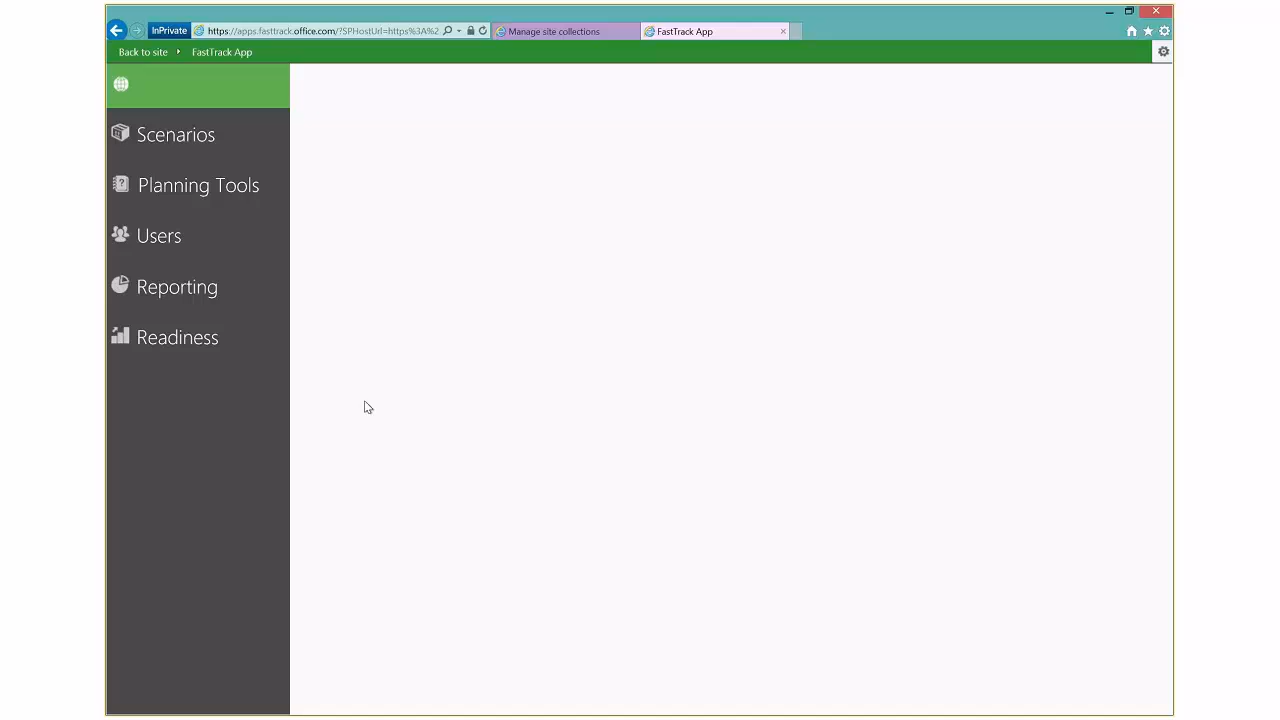 InPrivate https://apps.fasttrack.office.com/?SPHostUrl=https%3A%2 Manage site collections FastTrack App
Back to site FastTrack App
Scenarios
Planning Tools
Users
Reporting
Readiness